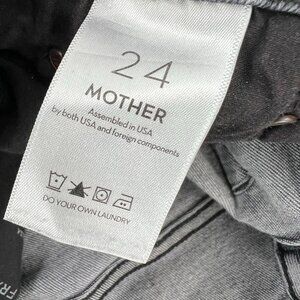 24
MOTHER
Assembled in USA
by both USA and foreign components
DO YOUR OWN LAUNDRY